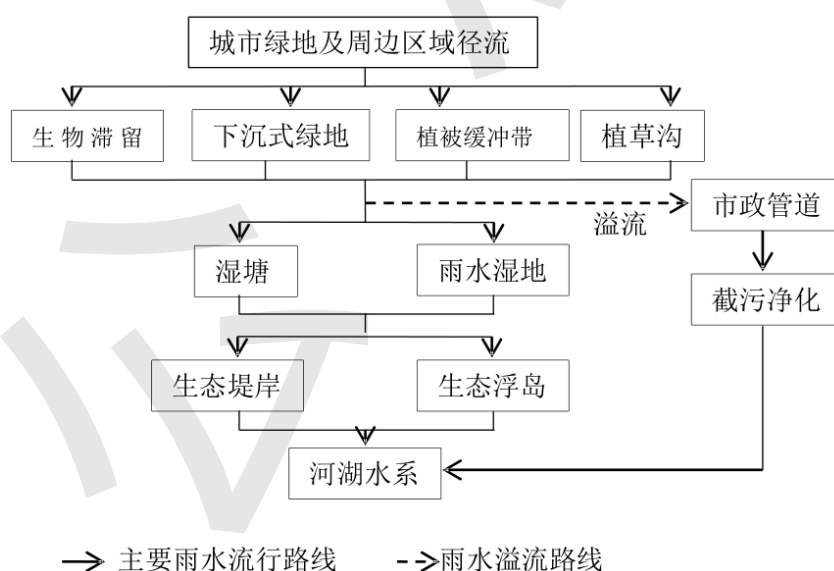 城市绿地及周边区域径流
生物滞留 下沉式绿地 植被缓冲带 植草沟
溢流 市政管道
湿塘 雨水湿地 截污净化
生态堤岸 生态浮岛
河湖水系
主要雨水流行路线 雨水溢流路线